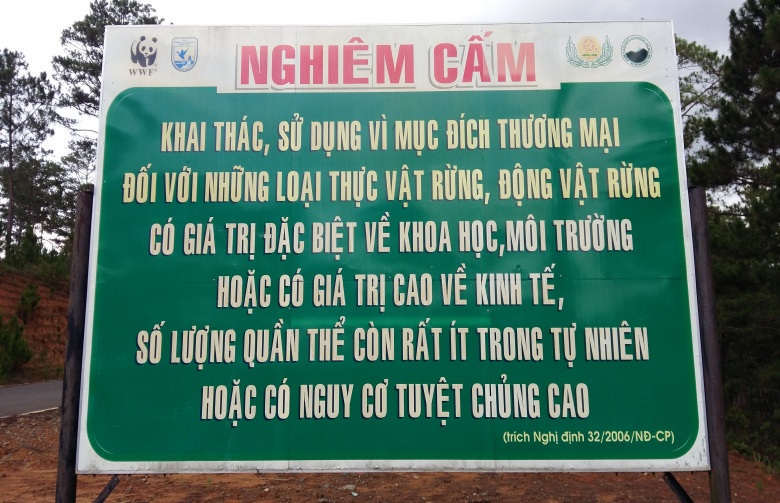 WWF
NGHIÊM CẤM
KHAI THÁC, SỬ DỤNG VÌ MỤC ĐÍCH THƯƠNG MẠI
ĐỐI VỚI NHỮNG LOẠI THỰC VẬT RỪNG, ĐỘNG VẬT RỪNG
CÓ GIÁ TRỊ ĐẶC BIỆT VỀ KHOA HỌC,MÔI TRƯỜNG
HOẶC CÓ GIÁ TRỊ CAO VỀ KINH TẾ,
SỐ LƯỢNG QUẦN THỂ CÒN RẤT ÍT TRONG TỰ NHIÊN
HOẶC CÓ NGUY CƠ TUYỆT CHỦNG CAO
(trích Nghị định 32/2006/NĐ-CP)